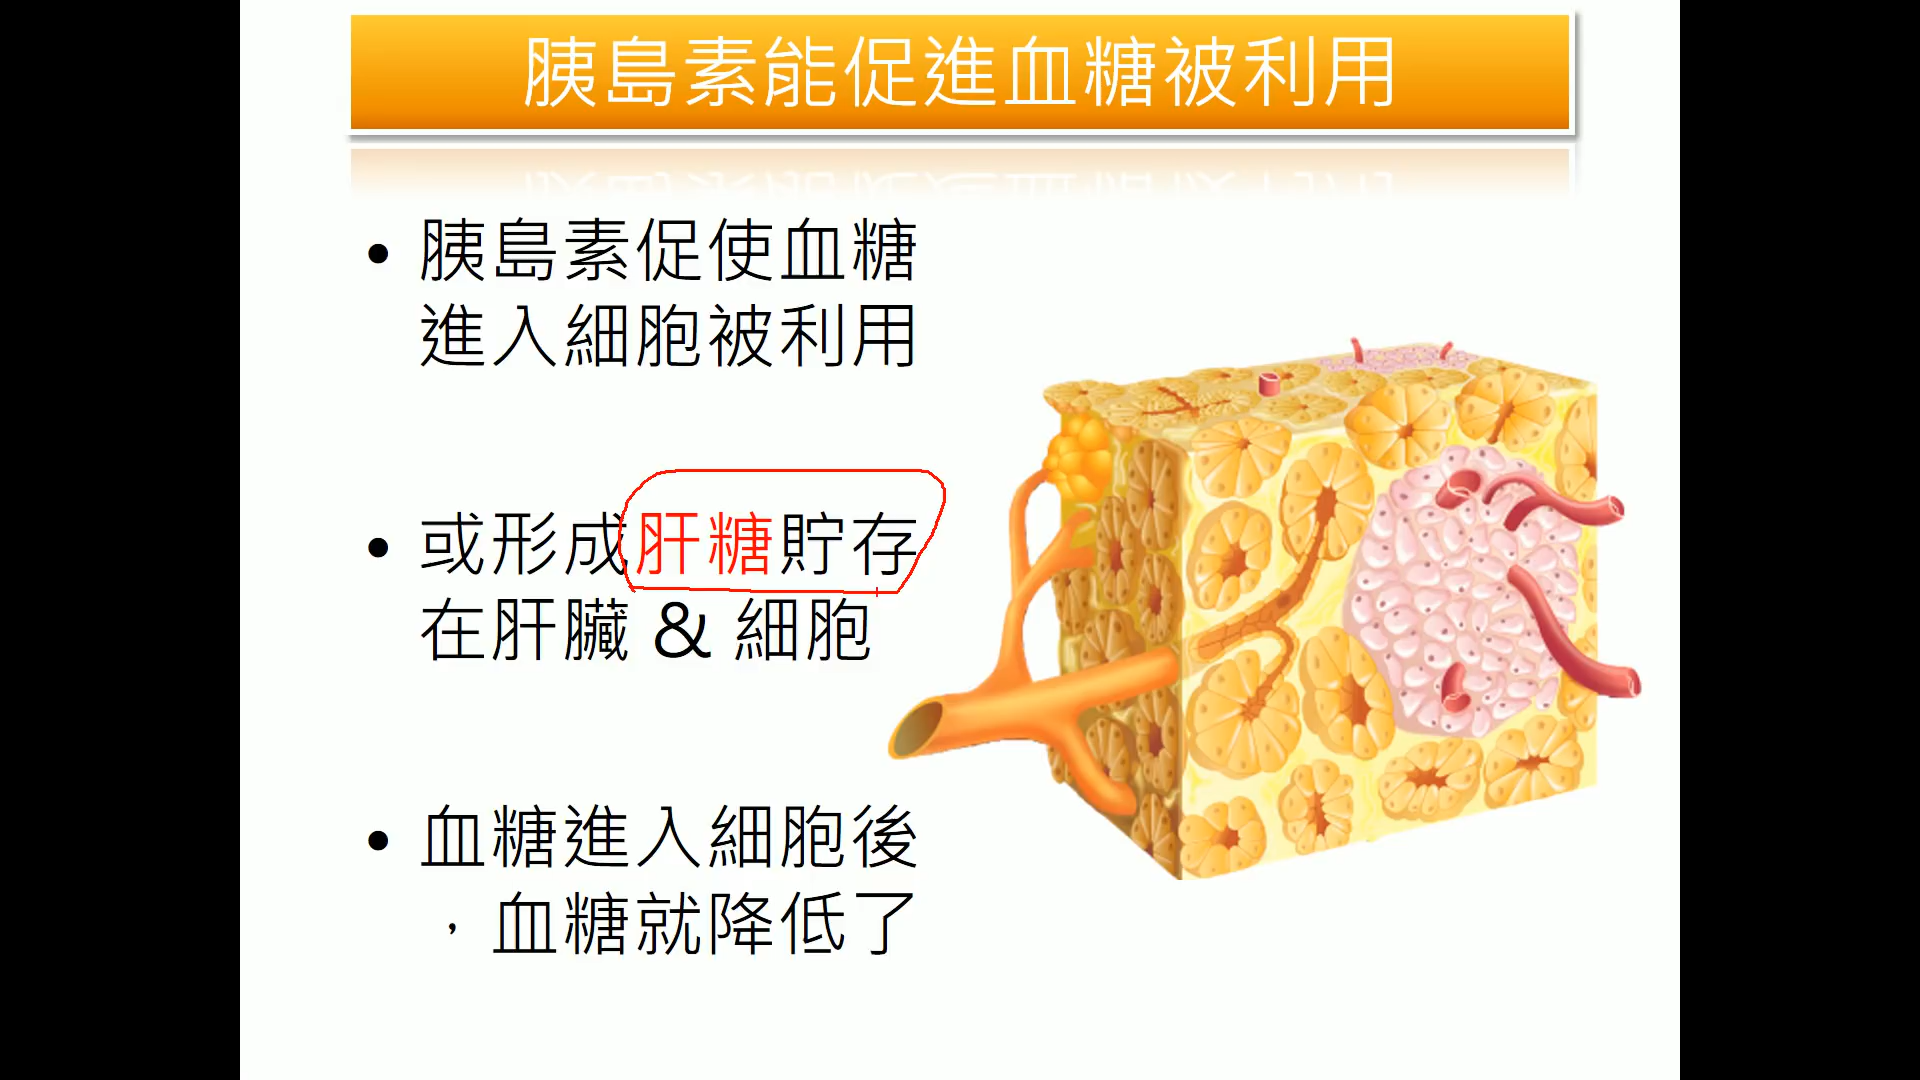 胰島素能促進血糖被利用
• 胰島素促使血糖
進入細胞被利用
• 或形成肝糖貯存
在肝臟 & 細胞
• 血糖進入細胞後
，血糖就降低了